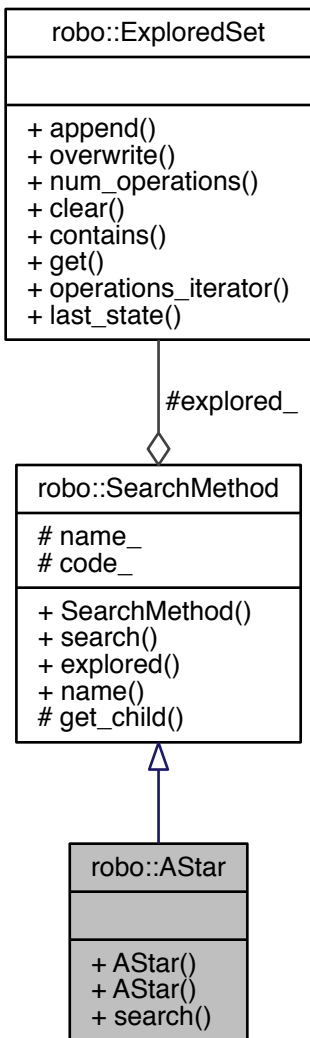 robo::ExploredSet
+ append()
+ overwrite()
+ num_operations()
+ clear()
+ contains()
+ get()
+ operations_iterator()
+ last_state()
#explored_
robo::SearchMethod
# name_
# code_
+ SearchMethod()
+ search()
+ explored()
+ name()
# get_child()
robo::AStar
+ AStar()
+ AStar()
+ search()